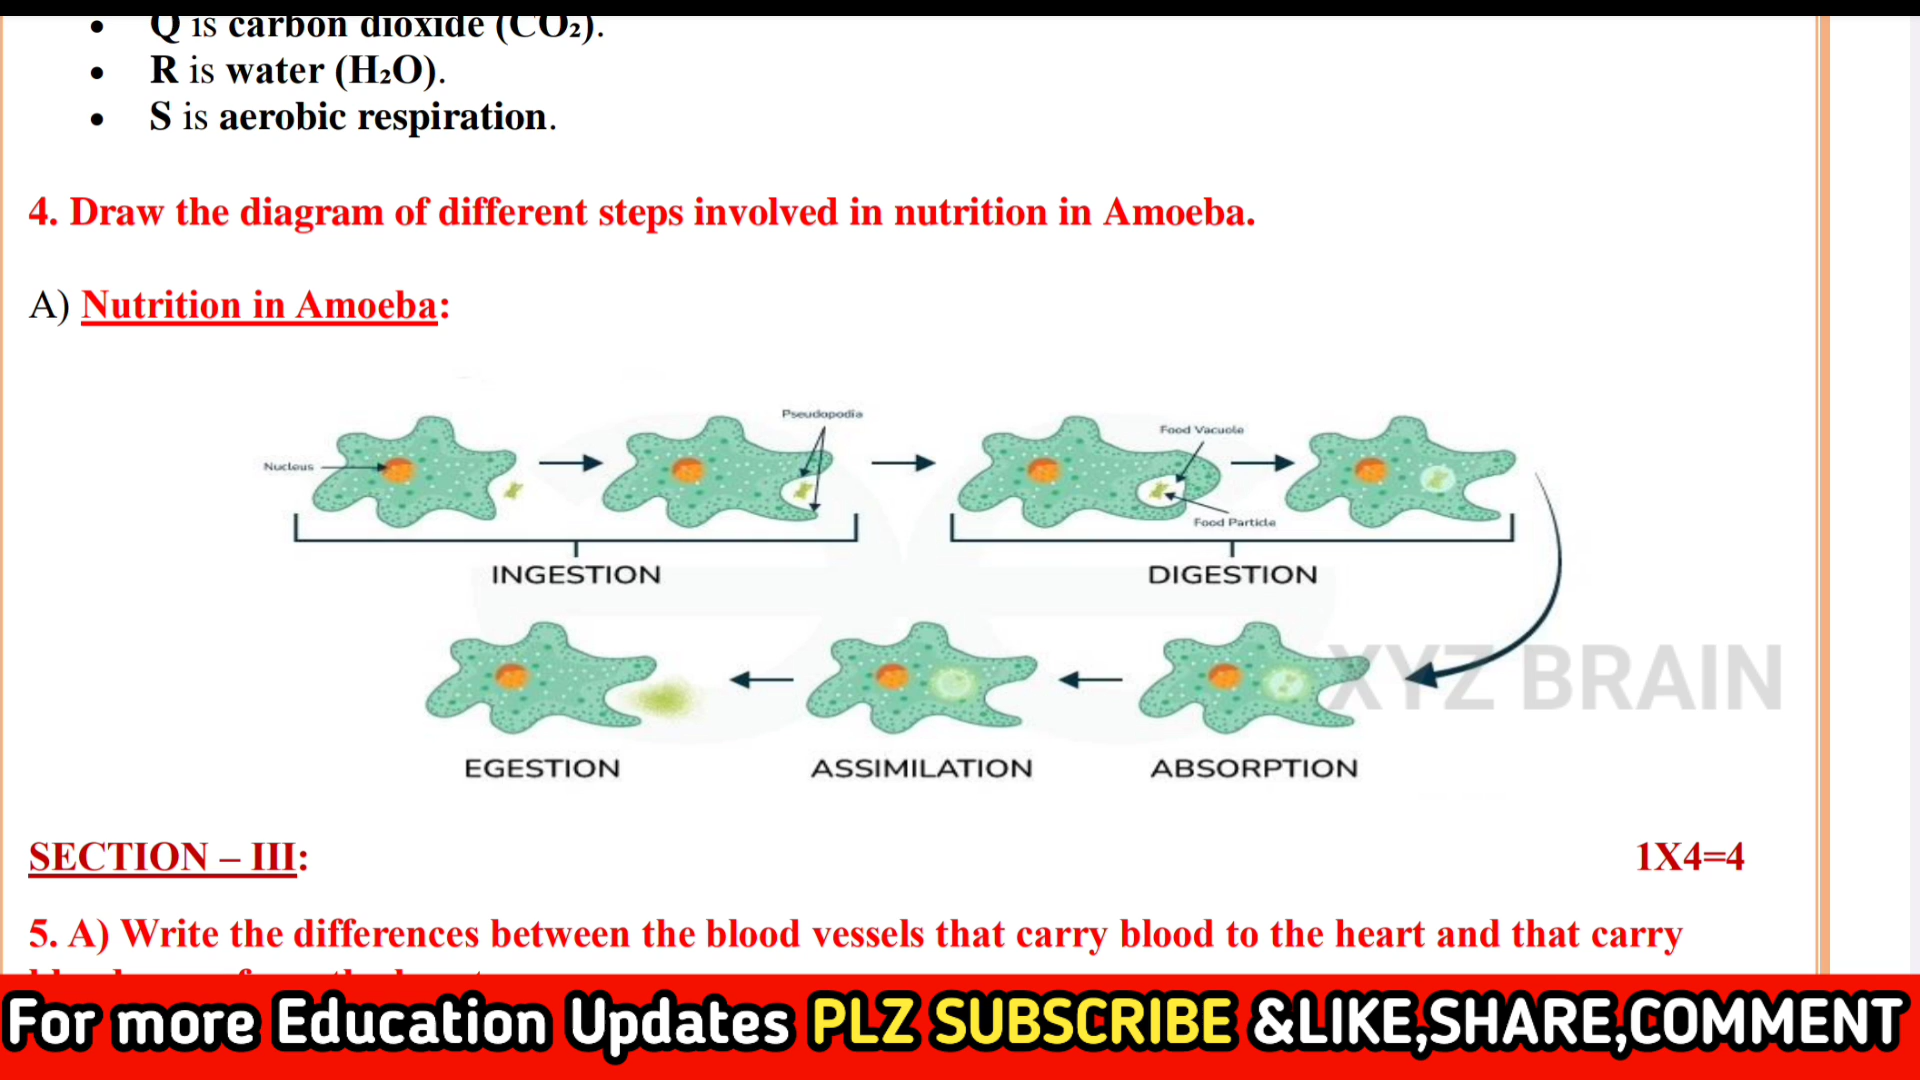 • Q is carbon dioxide (CO₂).
• R is water (H₂O).
• S is aerobic respiration.
4. Draw the diagram of different steps involved in nutrition in Amoeba.
A) Nutrition in Amoeba:
Pseudopodia
Food Vacuole
Nucleus
Food Particle
INGESTION
DIGESTION
XYZ BRAIN
EGESTION
ASSIMILATION
ABSORPTION
SECTION – III:
1X4=4
5. A) Write the differences between the blood vessels that carry blood to the heart and that carry
For more Education Updates PLZ SUBSCRIBE &LIKE,SHARE,COMMENT